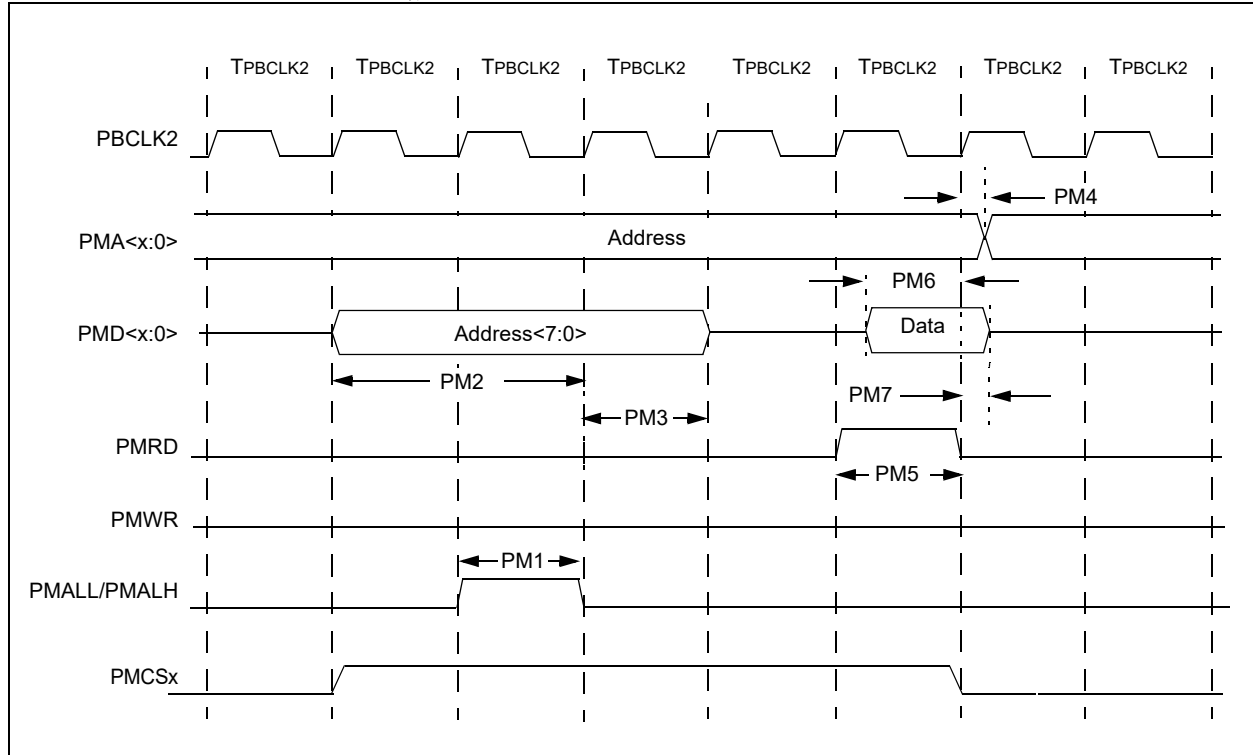 TPBCLK2 TPBCLK2 TPBCLK2 TPBCLK2 TPBCLK2 TPBCLK2 TPBCLK2 TPBCLK2
PBCLK2
PM4
PMA<x:0>
Address
PM6
PMD<x:0>
Address<7:0>
Data
PM2
PM7
PM3
PMRD
PM5
PMWR
PM1
PMALL/PMALH
PMCSx